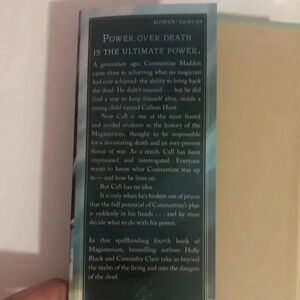 POWER OVER DEATH
IS THE ULTIMATE POWER.
A generation ago, Constantine Madden
came close to achieving what no magician
had ever achieved: the ability to bring back
the dead. He didn't succeed . . . but he did
find a way to keep himself alive, inside a
young child named Callum Hunt.
Now Call is one of the most feared
and reviled students in the history of the
Magisterium, thought to be responsible
for a devastating death and an ever-present
threat of war. As a result, Call has been
imprisoned and interrogated. Everyone
wants to know what Constantine was up
to — and how he lives on.
But Call has no idea.
It is only when he's broken out of prison
that the full potential of Constantine's plan
is suddenly in his hands . . . and he must
decide what to do with his power.
In this spellbinding fourth book of
Magisterium, bestselling authors Holly
Black and Cassandra Clare take us beyond
the realm of the living and into the dangers
of the dead.